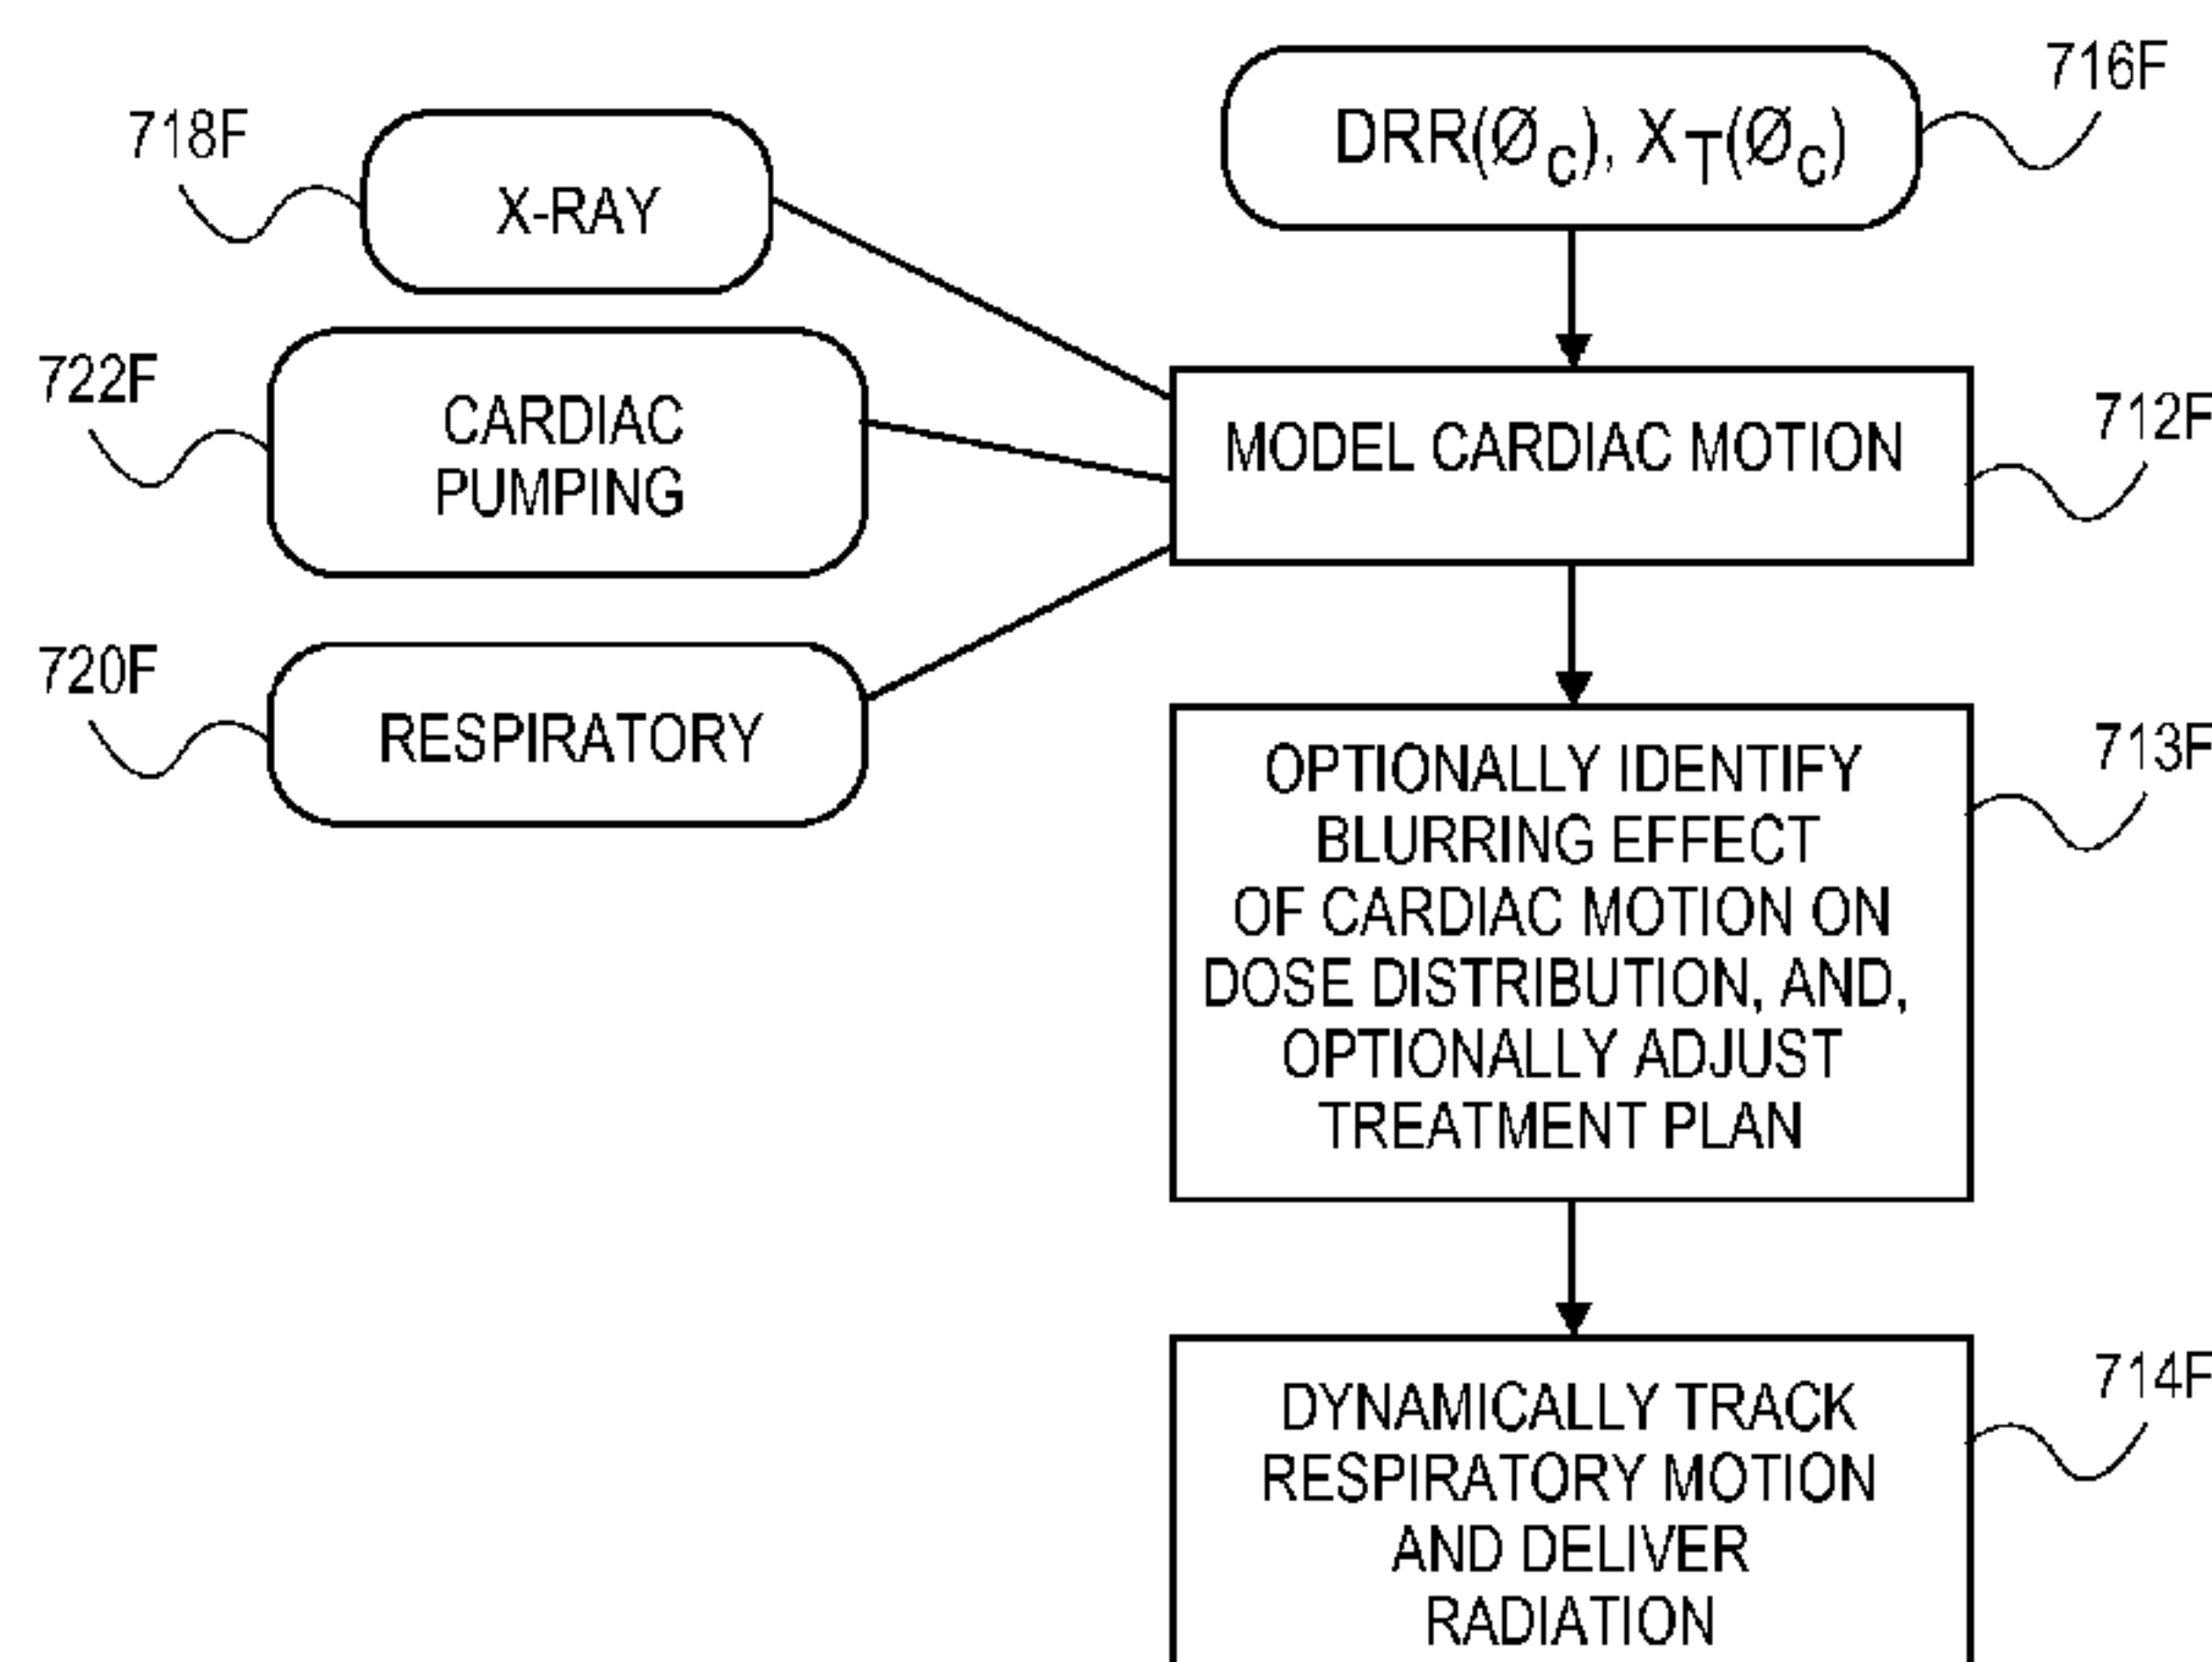 716F
DRR(Ø_C), X_T(Ø_C)
718F
X-RAY
722F
CARDIAC
PUMPING
712F
MODEL CARDIAC MOTION
720F
RESPIRATORY
713F
OPTIONALLY IDENTIFY
BLURRING EFFECT
OF CARDIAC MOTION ON
DOSE DISTRIBUTION, AND,
OPTIONALLY ADJUST
TREATMENT PLAN
714F
DYNAMICALLY TRACK
RESPIRATORY MOTION
AND DELIVER
RADIATION